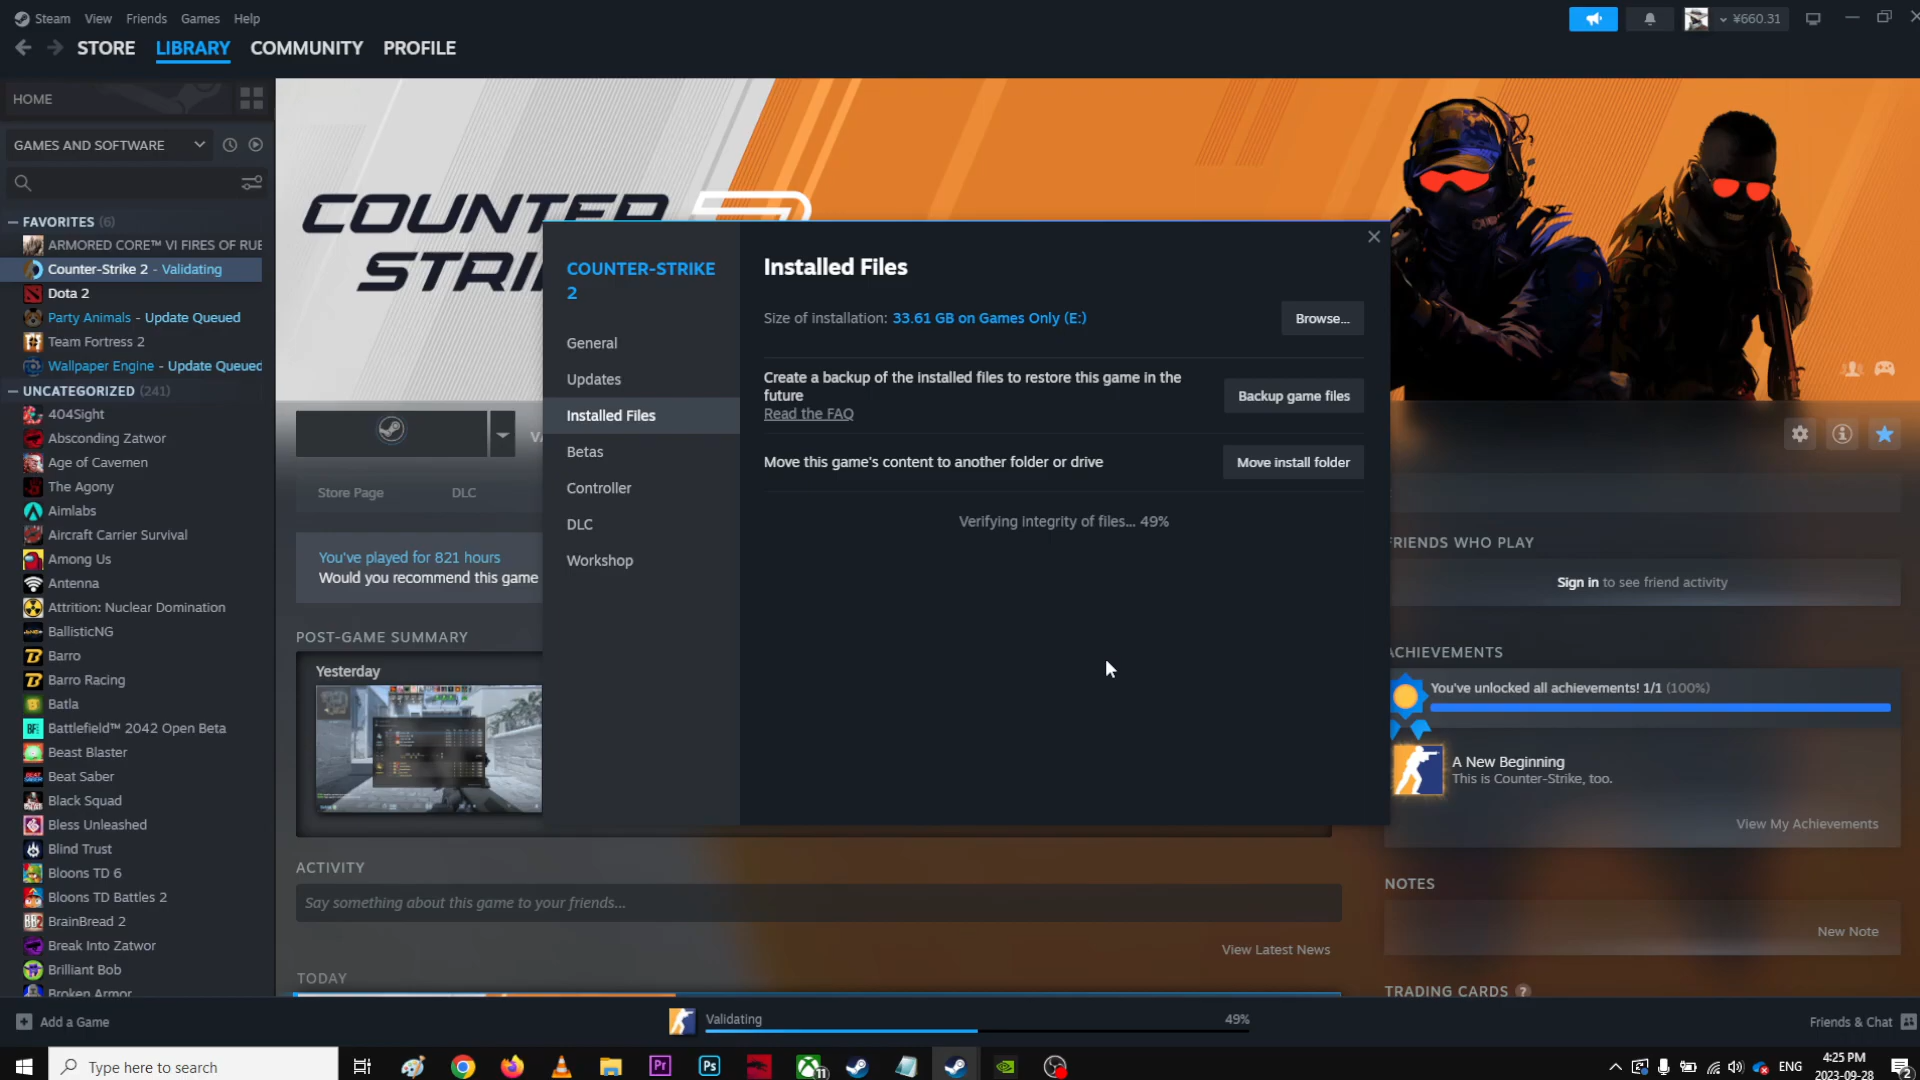 Steam View Friends Games Help
¥660.31
STORE LIBRARY COMMUNITY PROFILE
HOME
GAMES AND SOFTWARE
FAVORITES (6)
ARMORED CORE™ VI FIRES OF RUB
Counter-Strike 2 - Validating
Dota 2
Party Animals - Update Queued
Team Fortress 2
Wallpaper Engine - Update Queued
UNCATEGORIZED (241)
404Sight
Absconding Zatwor
Age of Cavemen
The Agony
Aimlabs
Aircraft Carrier Survival
Among Us
Antenna
Attrition: Nuclear Domination
BallisticNG
Barro
Barro Racing
Batla
Battlefield™ 2042 Open Beta
Beast Blaster
Beat Saber
Black Squad
Bless Unleashed
Blind Trust
Bloons TD 6
Bloons TD Battles 2
BrainBread 2
Break Into Zatwor
Brilliant Bob
Broken Armor
Add a Game
COUNTER
STRI
Store Page DLC
You've played for 821 hours
Would you recommend this game
POST-GAME SUMMARY
Yesterday
ACTIVITY
Say something about this game to your friends...
View Latest News
TODAY
COUNTER-STRIKE
2
General
Updates
Installed Files
Betas
Controller
DLC
Workshop
Installed Files
Size of installation: 33.61 GB on Games Only (E:)
Browse...
Create a backup of the installed files to restore this game in the
future
Read the FAQ
Backup game files
Move this game's content to another folder or drive
Move install folder
Verifying integrity of files... 49%
FRIENDS WHO PLAY
Sign in to see friend activity
ACHIEVEMENTS
You've unlocked all achievements! 1/1 (100%)
A New Beginning
This is Counter-Strike, too.
View My Achievements
NOTES
New Note
TRADING CARDS ?
Validating 49%
Friends & Chat
Type here to search
Pr
Ps
11
ENG
4:25 PM
2023-09-28
2